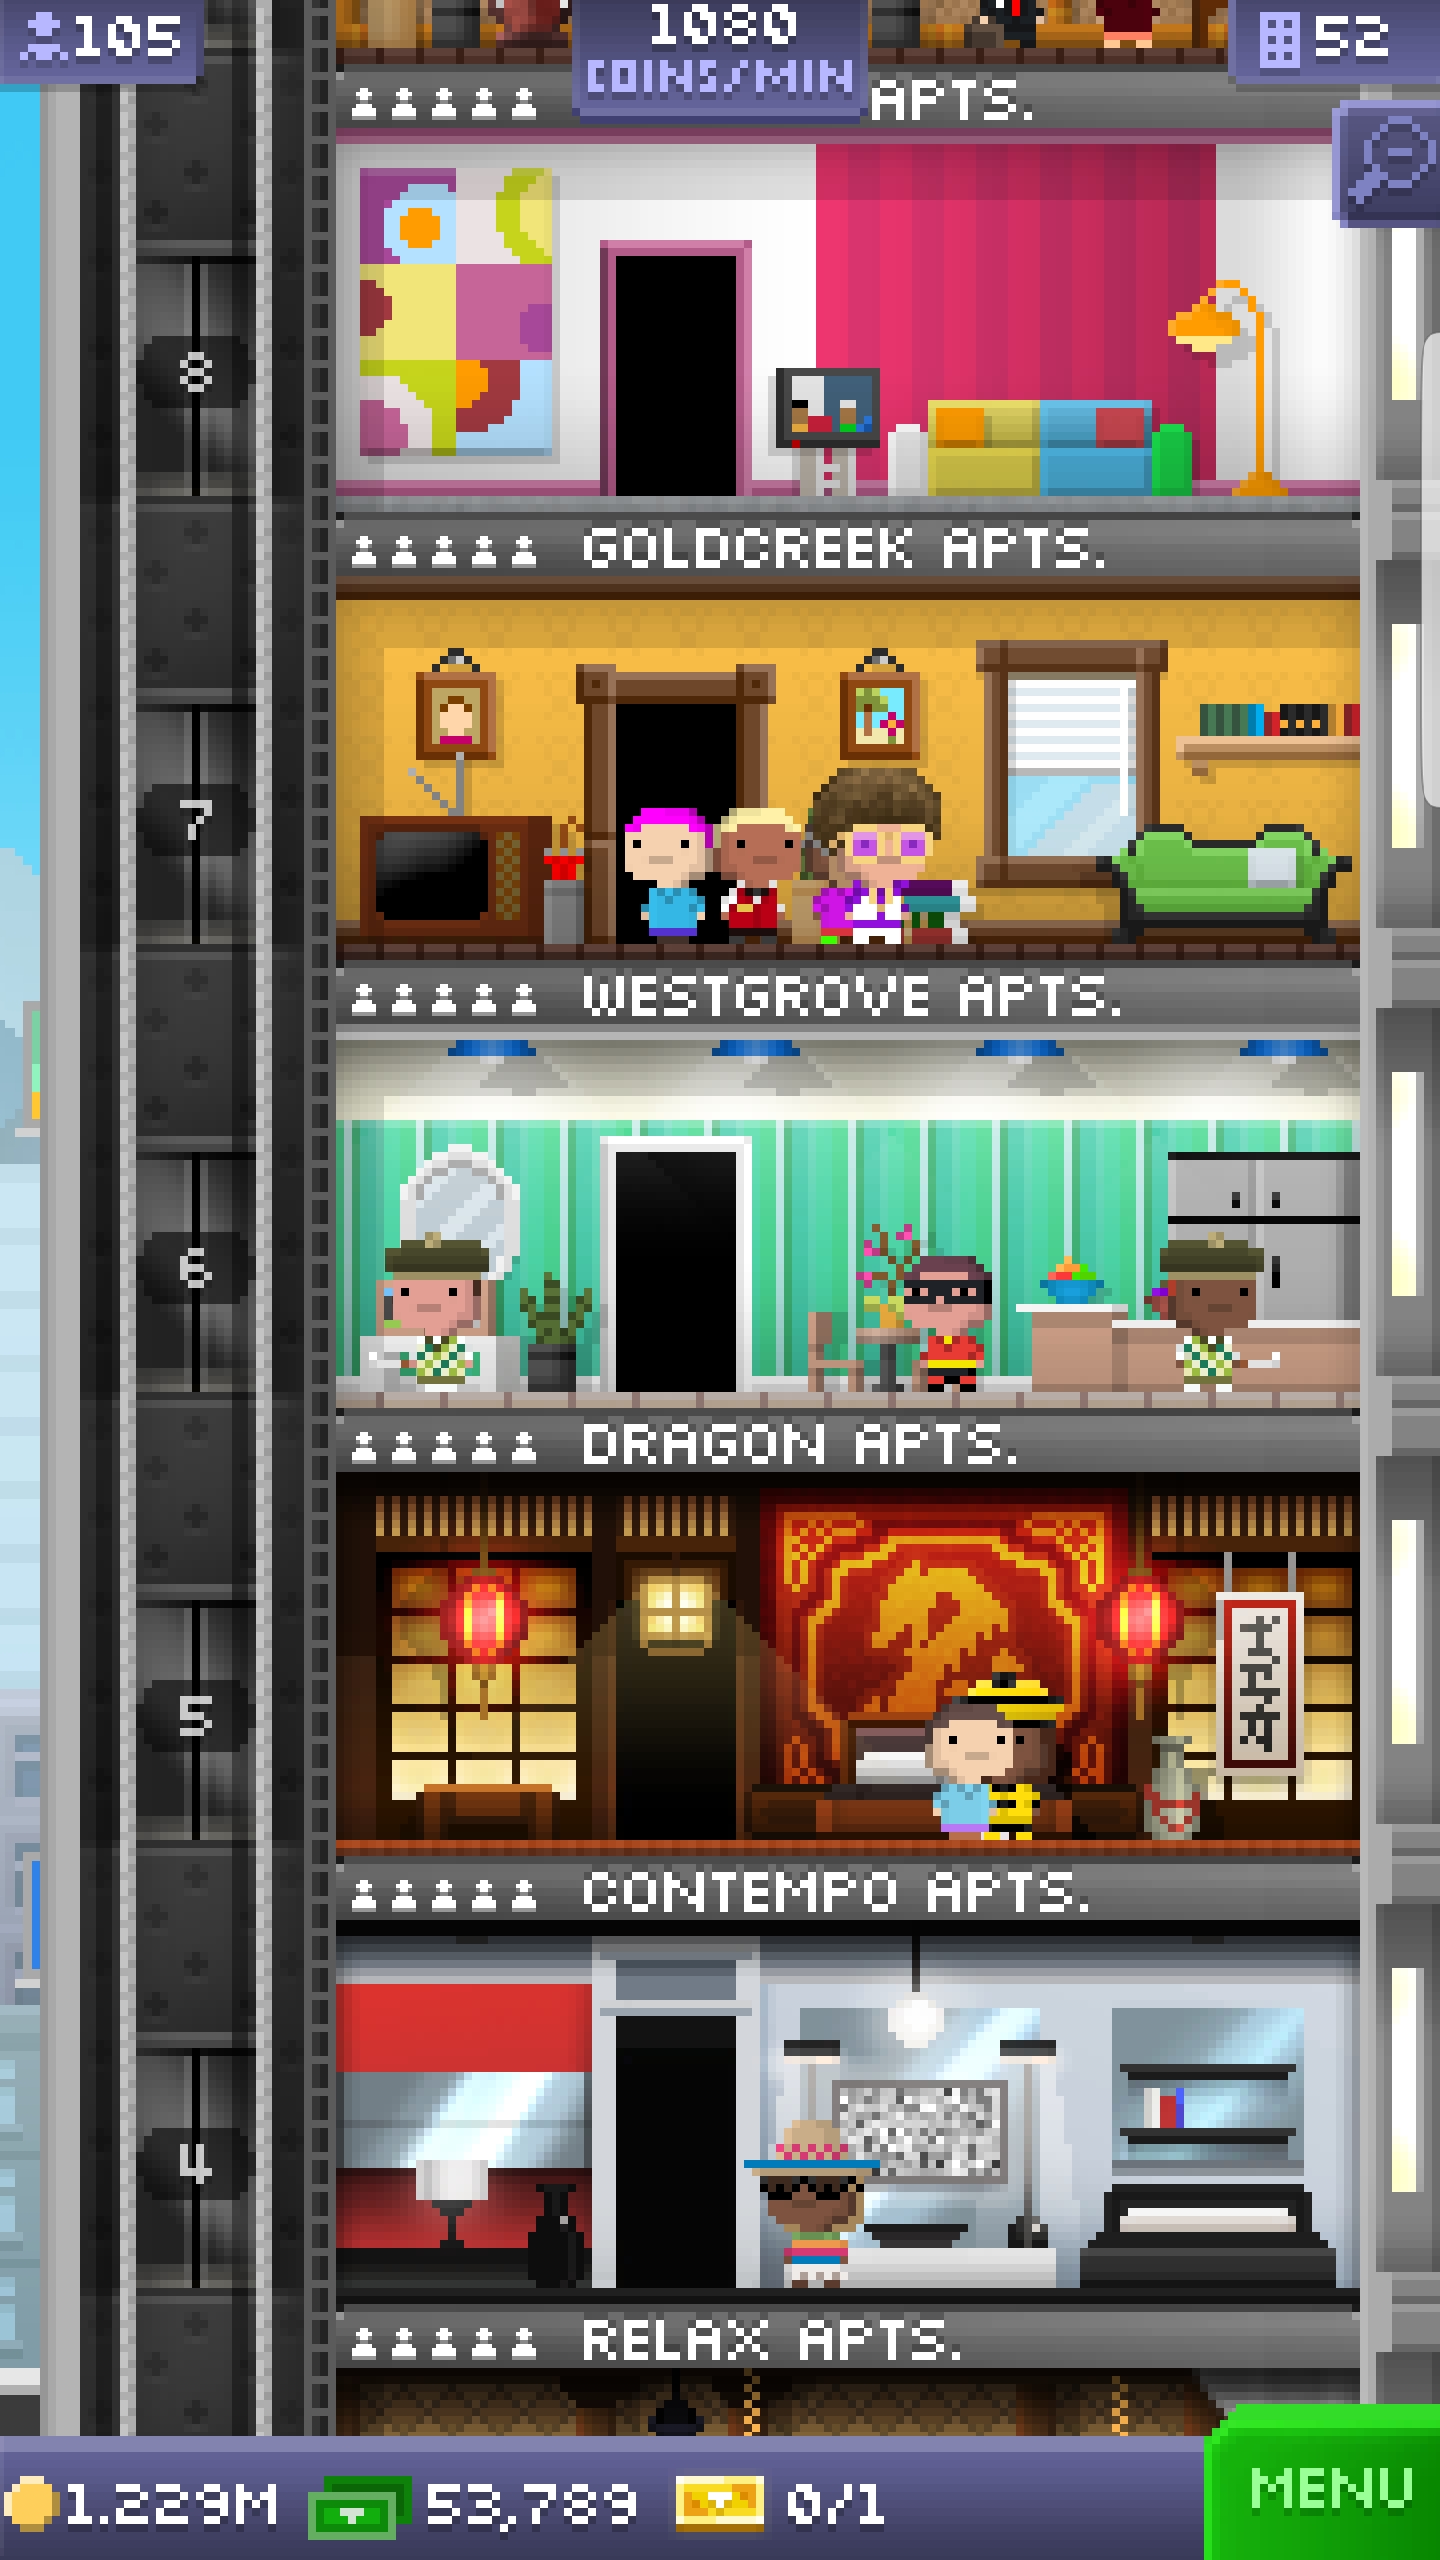 105
1080
COINS/MIN
52
APTS.
8
GOLDCREEK APTS.
7
WESTGROVE APTS.
6
DRAGON APTS.
5
CONTEMPO APTS.
4
RELAX APTS.
1.229M
53,789
0/1
MENU